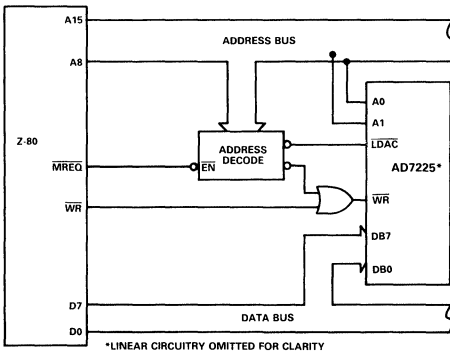 A15
ADDRESS BUS
A8
A0
A1
Z-80
ADDRESS
DECODE
LDAC
AD7225*
MREQ
EN
WR
WR
DB7
DB0
D7
DATA BUS
D0
*LINEAR CIRCUITRY OMITTED FOR CLARITY